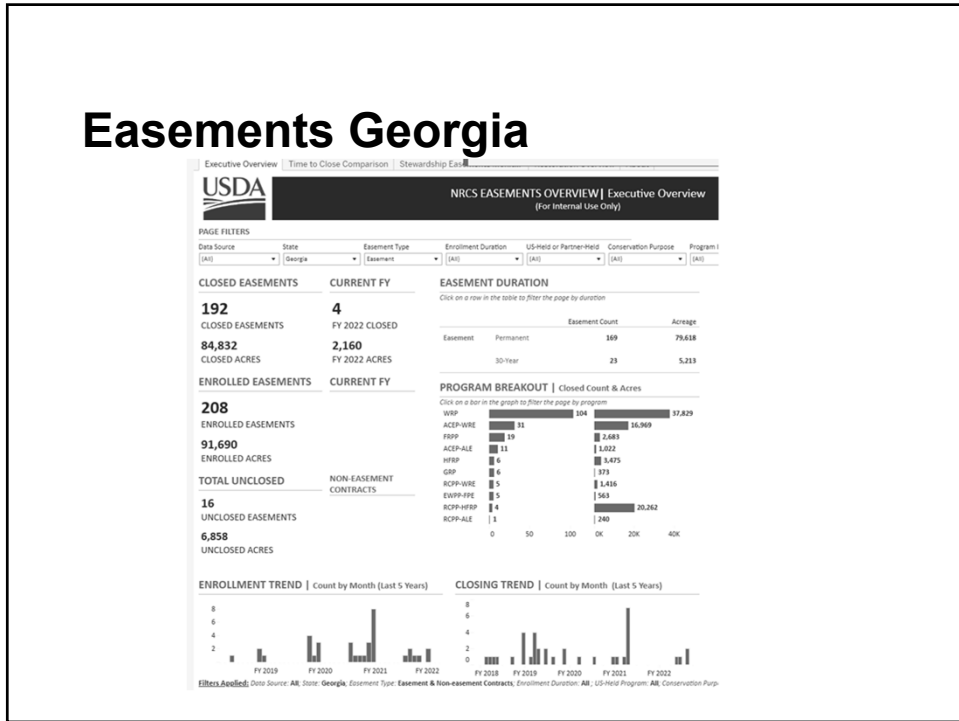 Easements Georgia
Executive Overview Time to Close Comparison Stewardship
USDA
NRCS EASEMENTS OVERVIEW| Executive Overview
(For Internal Use Only)
PAGE FILTERS
Data Source State Easement Type Enrollment Duration US-Held or Partner-Held Conservation Purpose Program
(All) Georgia Easement (All) (All) (All) (All)
CLOSED EASEMENTS
192
CLOSED EASEMENTS
84,832
CLOSED ACRES
CURRENT FY
4
FY 2022 CLOSED
2,160
FY 2022 ACRES
ENROLLED EASEMENTS
208
ENROLLED EASEMENTS
91,690
ENROLLED ACRES
CURRENT FY
TOTAL UNCLOSED
16
UNCLOSED EASEMENTS
6,858
UNCLOSED ACRES
NON-EASEMENT
CONTRACTS
EASEMENT DURATION
Click on a row in the table to filter the page by duration
Easement Count Acreage
Easement Permanent 169 79,618
30-Year 23 5,213
PROGRAM BREAKOUT | Closed Count & Acres
Click on a bar in the graph to filter the page by program
WRP 104 37,829
ACEP-WRE 31 16,969
FRPP 19 2,683
ACEP-ALE 11 1,022
HFRP 6 3,475
GRP 6 373
RCPP-WRE 5 1,416
EWPP-FPE 5 563
RCPP-HFRP 4 20,262
RCPP-ALE 1 240
0 50 100 0K 20K 40K
ENROLLMENT TREND | Count by Month (Last 5 Years)
8
6
4
2
FY 2019 FY 2020 FY 2021 FY 2022
CLOSING TREND | Count by Month (Last 5 Years)
8
6
4
2
0
FY 2018 FY 2019 FY 2020 FY 2021 FY 2022
Filters Applied: Data Source: All; State: Georgia; Easement Type: Easement & Non-easement Contracts; Enrollment Duration: All ; US-Held Program: All; Conservation